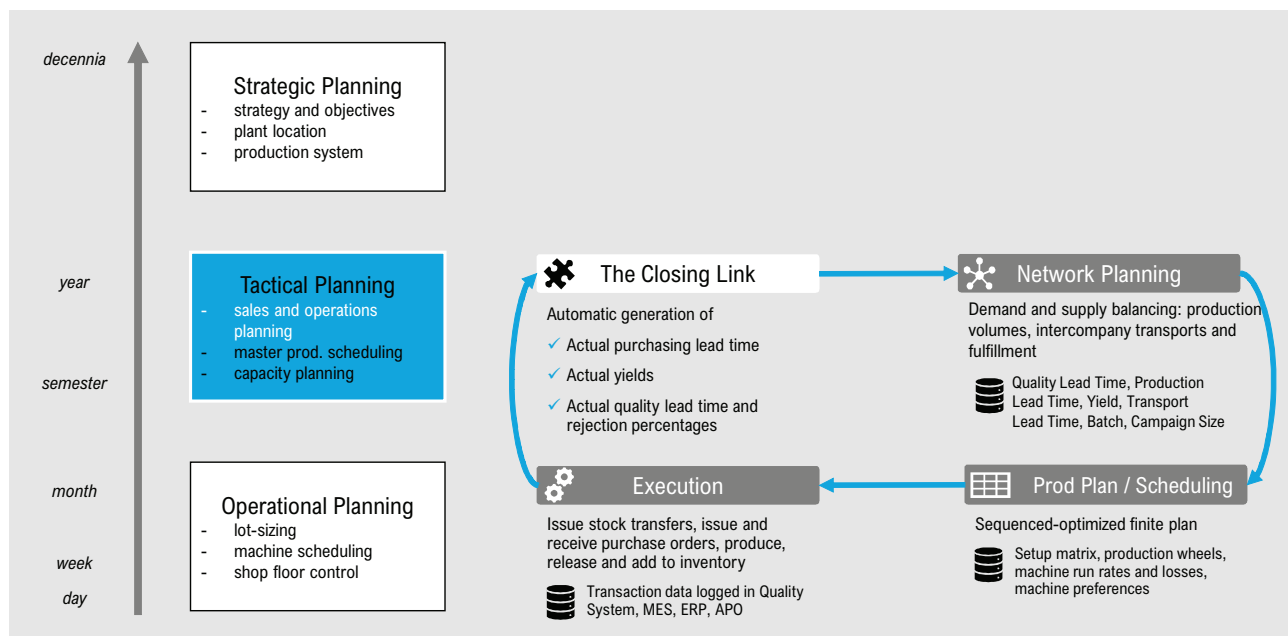 decennia
year
semester
month
week
day
Strategic Planning
- strategy and objectives
- plant location
- production system
Tactical Planning
- sales and operations
planning
- master prod. scheduling
- capacity planning
Operational Planning
- lot-sizing
- machine scheduling
- shop floor control
The Closing Link
Automatic generation of
✓ Actual purchasing lead time
✓ Actual yields
✓ Actual quality lead time and
rejection percentages
Network Planning
Demand and supply balancing: production
volumes, intercompany transports and
fulfillment
Quality Lead Time, Production
Lead Time, Yield, Transport
Lead Time, Batch, Campaign Size
Execution
Issue stock transfers, issue and
receive purchase orders, produce,
release and add to inventory
Transaction data logged in Quality
System, MES, ERP, APO
Prod Plan / Scheduling
Sequenced-optimized finite plan
Setup matrix, production wheels,
machine run rates and losses,
machine preferences